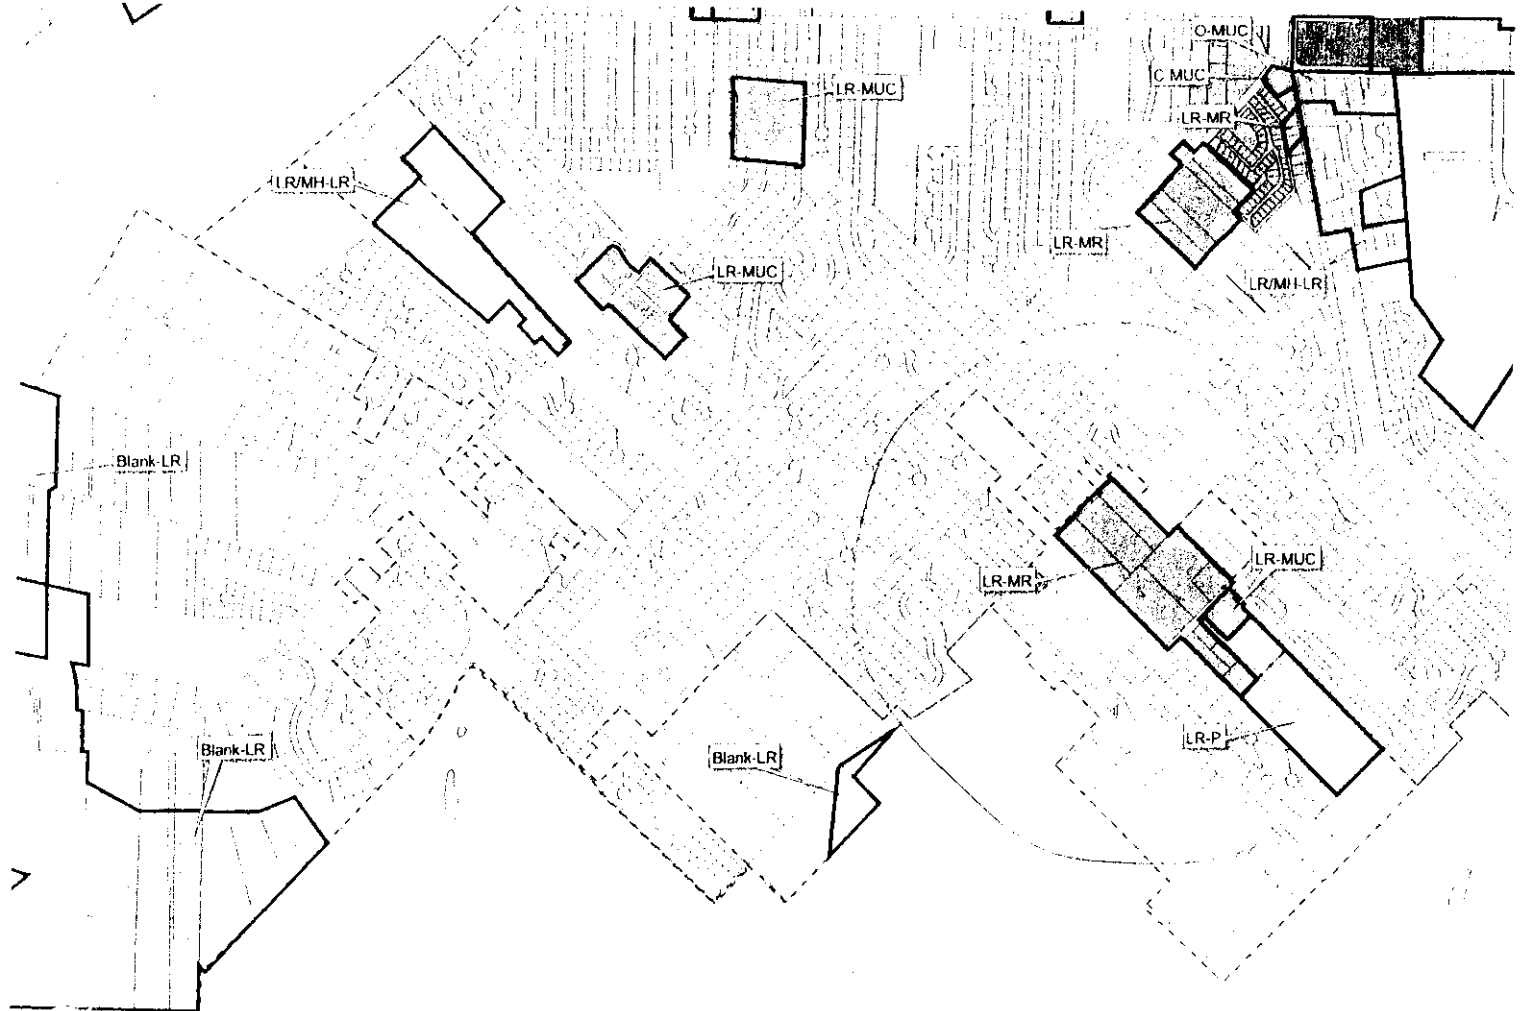 O-MUC
C-MUC
LR-MUC
LR-MR
LR/MH-LR
LR-MR
LR-MUC
LR/MH-LR
Blank-LR
LR-MUC
LR-MR
LR-P
Blank-LR
Blank-LR